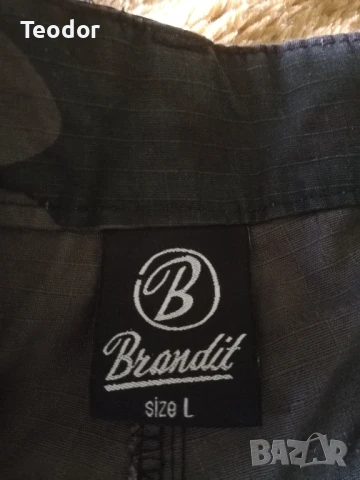 Teodor
B
Brandit
size L
BAZAR